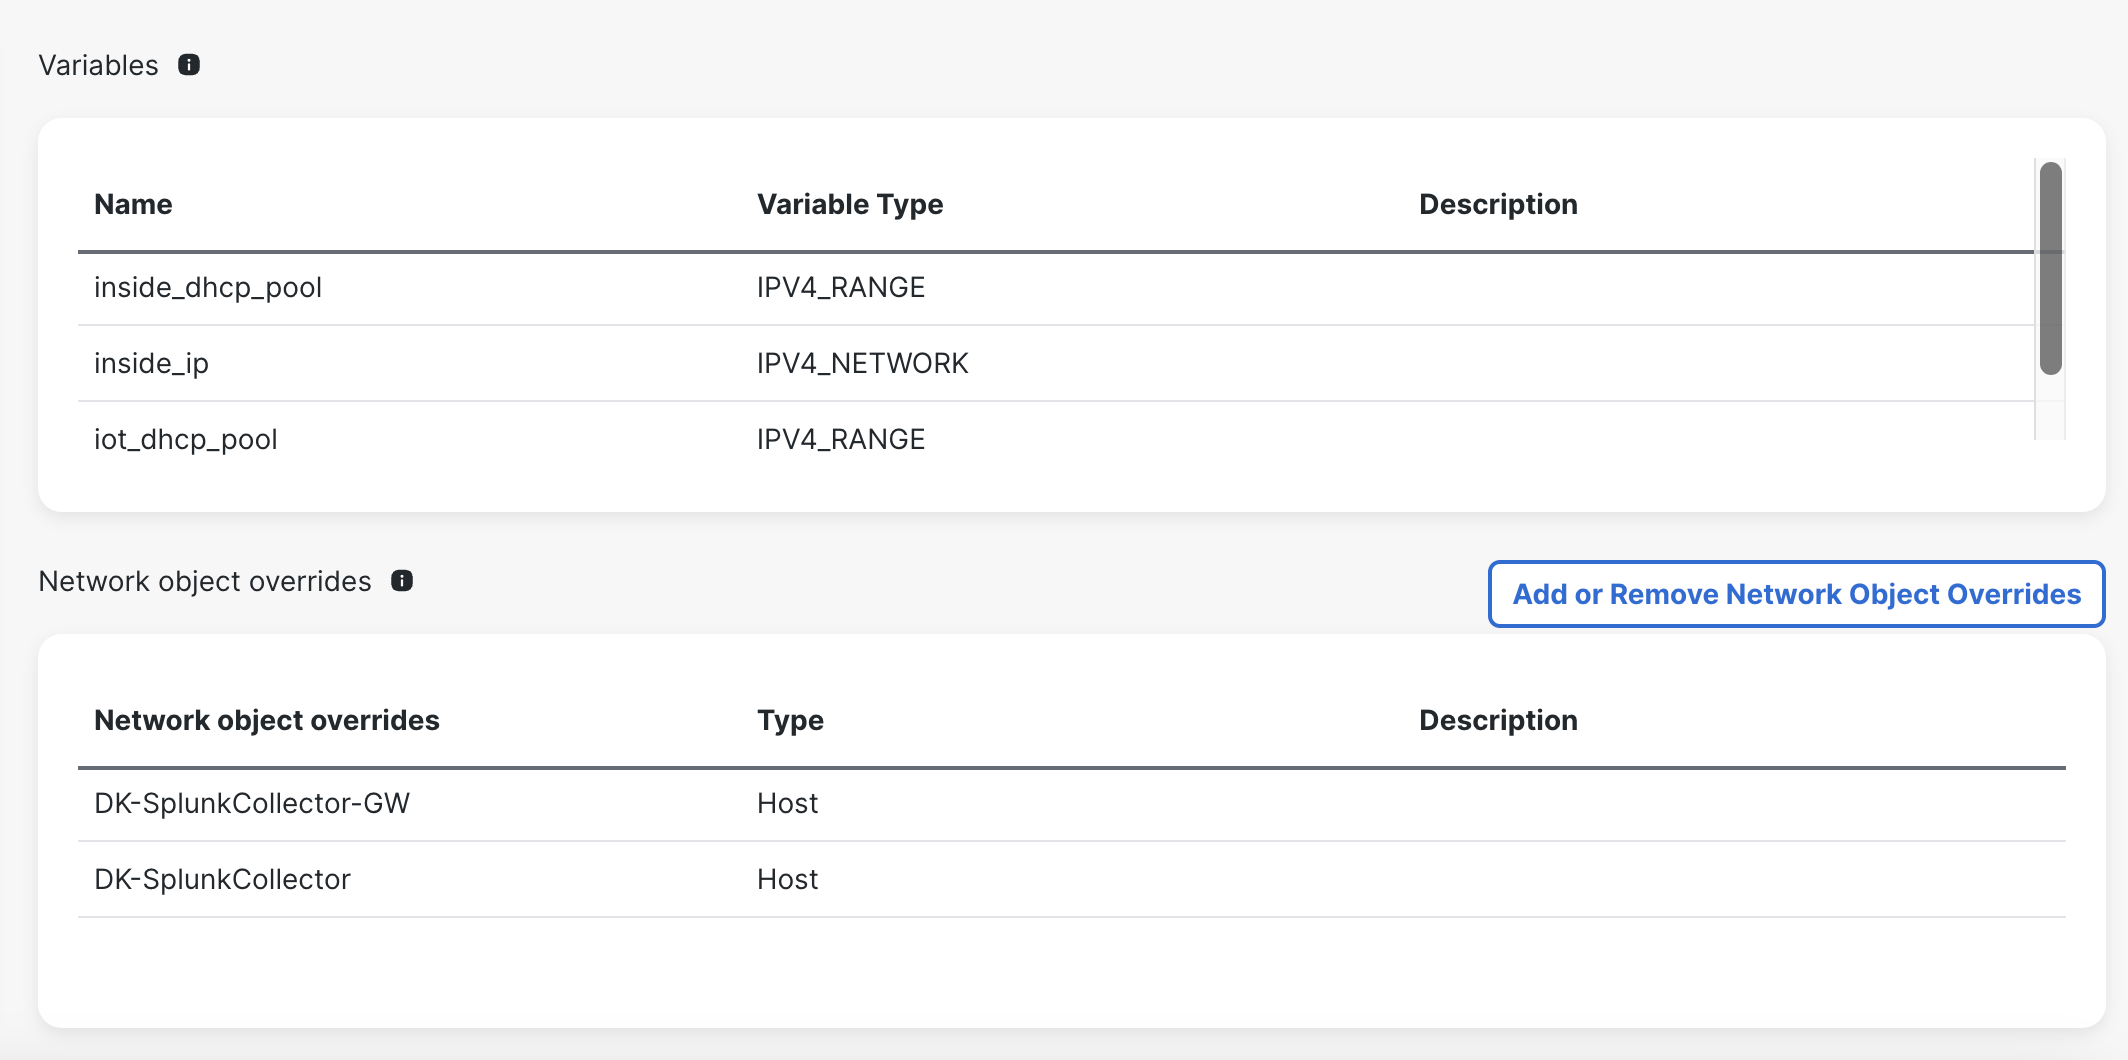 Variables
Name Variable Type Description
inside_dhcp_pool IPV4_RANGE
inside_ip IPV4_NETWORK
iot_dhcp_pool IPV4_RANGE
Network object overrides
Add or Remove Network Object Overrides
Network object overrides Type Description
DK-SplunkCollector-GW Host
DK-SplunkCollector Host